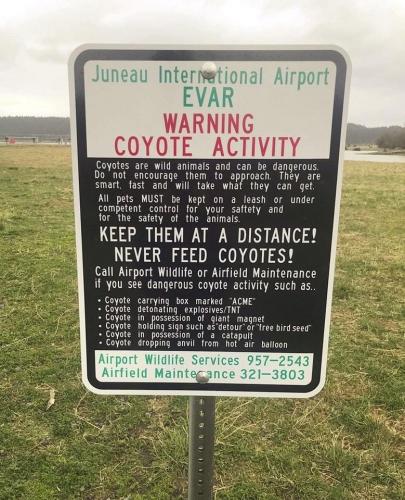 Juneau International Airport
EVAR
WARNING
COYOTE ACTIVITY
Coyotes are wild animals and can be dangerous.
Do not encourage them to approach. They are
smart, fast and will take what they can get.
All pets MUST be kept on a leash or under
competent control for your saftety and
for the safety of the animals.
KEEP THEM AT A DISTANCE!
NEVER FEED COYOTES!
Call Airport Wildlife or Airfield Maintenance
if you see dangerous coyote activity such as..
• Coyote carrying box marked "ACME"
• Coyote detonating explosives/TNT
• Coyote in possession of giant magnet
• Coyote holding sign such as"detour"or"free bird seed"
• Coyote in possession of a catapult
• Coyote dropping anvil from hot air balloon
Airport Wildlife Services 957-2543
Airfield Maintenance 321-3803